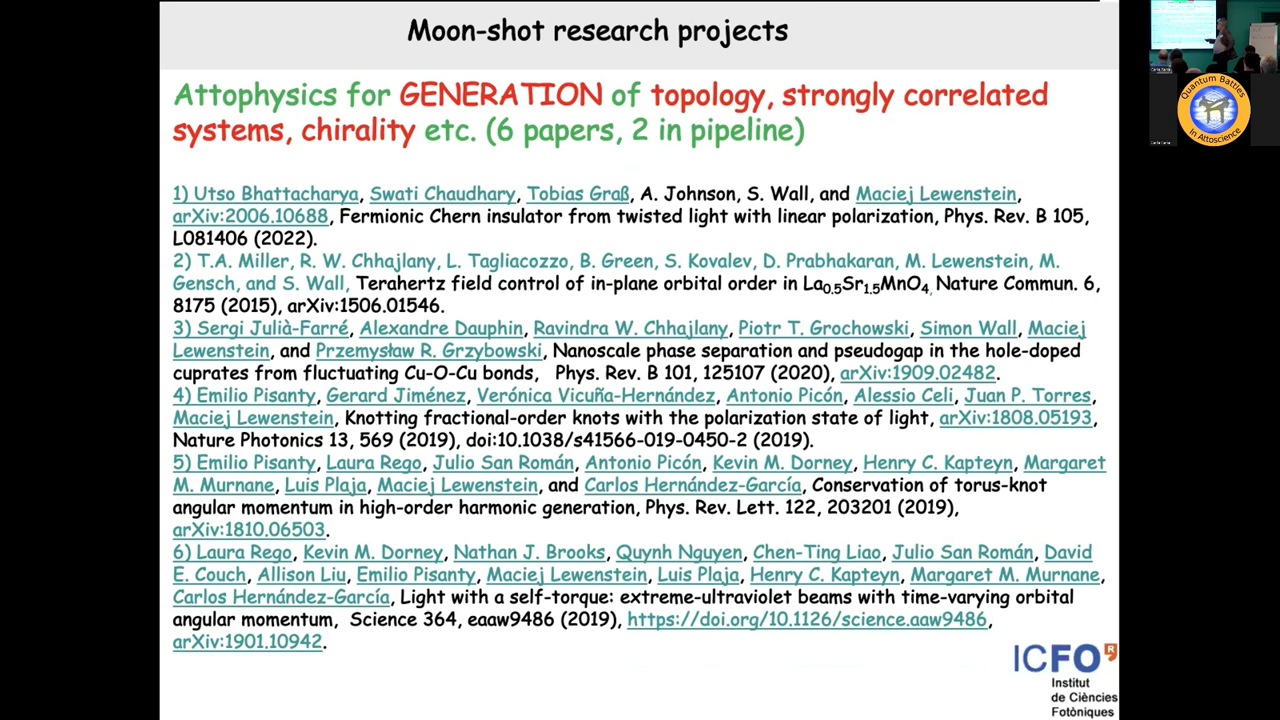 Moon-shot research projects
Attophysics for GENERATION of topology, strongly correlated
systems, chirality etc. (6 papers, 2 in pipeline)
1) Utso Bhattacharya, Swati Chaudhary, Tobias Graß, A. Johnson, S. Wall, and Maciej Lewenstein,
arXiv:2006.10688, Fermionic Chern insulator from twisted light with linear polarization, Phys. Rev. B 105,
L081406 (2022).
2) T.A. Miller, R. W. Chhajlany, L. Tagliacozzo, B. Green, S. Kovalev, D. Prabhakaran, M. Lewenstein, M.
Gensch, and S. Wall, Terahertz field control of in-plane orbital order in La0.5Sr1.5MnO4, Nature Commun. 6,
8175 (2015), arXiv:1506.01546.
3) Sergi Julià-Farré, Alexandre Dauphin, Ravindra W. Chhajlany, Piotr T. Grochowski, Simon Wall, Maciej
Lewenstein, and Przemysław R. Grzybowski, Nanoscale phase separation and pseudogap in the hole-doped
cuprates from fluctuating Cu-O-Cu bonds, Phys. Rev. B 101, 125107 (2020), arXiv:1909.02482.
4) Emilio Pisanty, Gerard Jiménez, Verónica Vicuña-Hernández, Antonio Picón, Alessio Celi, Juan P. Torres,
Maciej Lewenstein, Knotting fractional-order knots with the polarization state of light, arXiv:1808.05193,
Nature Photonics 13, 569 (2019), doi:10.1038/s41566-019-0450-2 (2019).
5) Emilio Pisanty, Laura Rego, Julio San Román, Antonio Picón, Kevin M. Dorney, Henry C. Kapteyn, Margaret
M. Murnane, Luis Plaja, Maciej Lewenstein, and Carlos Hernández-García, Conservation of torus-knot
angular momentum in high-order harmonic generation, Phys. Rev. Lett. 122, 203201 (2019),
arXiv:1810.06503.
6) Laura Rego, Kevin M. Dorney, Nathan J. Brooks, Quynh Nguyen, Chen-Ting Liao, Julio San Román, David
E. Couch, Allison Liu, Emilio Pisanty, Maciej Lewenstein, Luis Plaja, Henry C. Kapteyn, Margaret M. Murnane,
Carlos Hernández-García, Light with a self-torque: extreme-ultraviolet beams with time-varying orbital
angular momentum, Science 364, eaaw9486 (2019), https://doi.org/10.1126/science.aaw9486,
arXiv:1901.10942.
ICFO
Institut
de Ciències
Fotòniques
Quantum Battles
In Attoscience